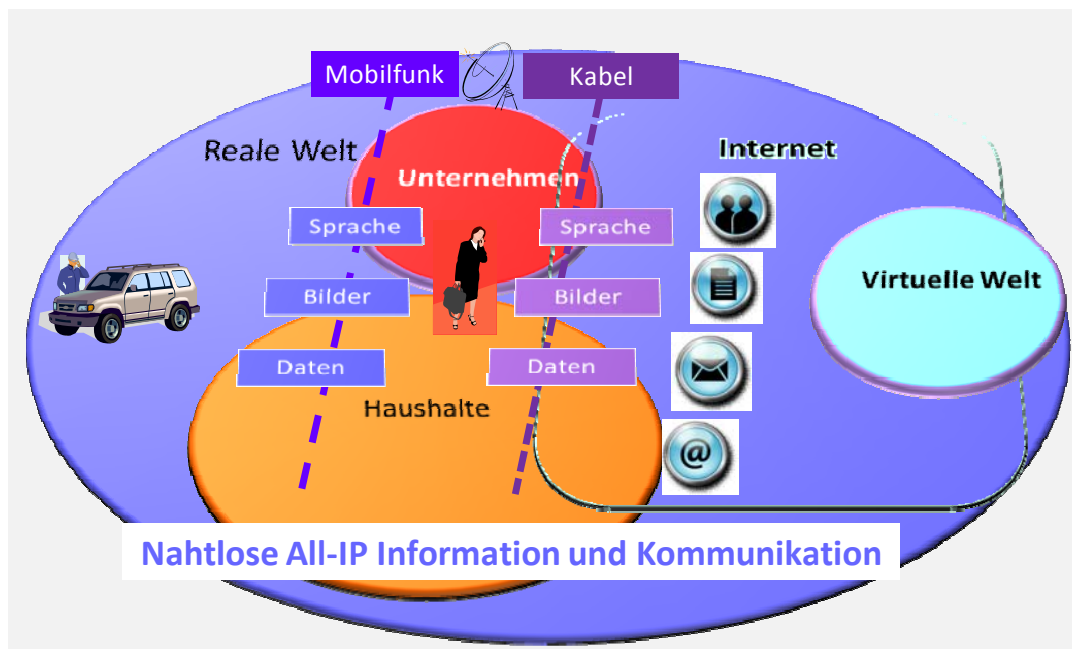 Mobilfunk
Kabel
Reale Welt
Internet
Unternehmen
Sprache
Sprache
Virtuelle Welt
Bilder
Bilder
Daten
Daten
Haushalte
@
Nahtlose All-IP Information und Kommunikation